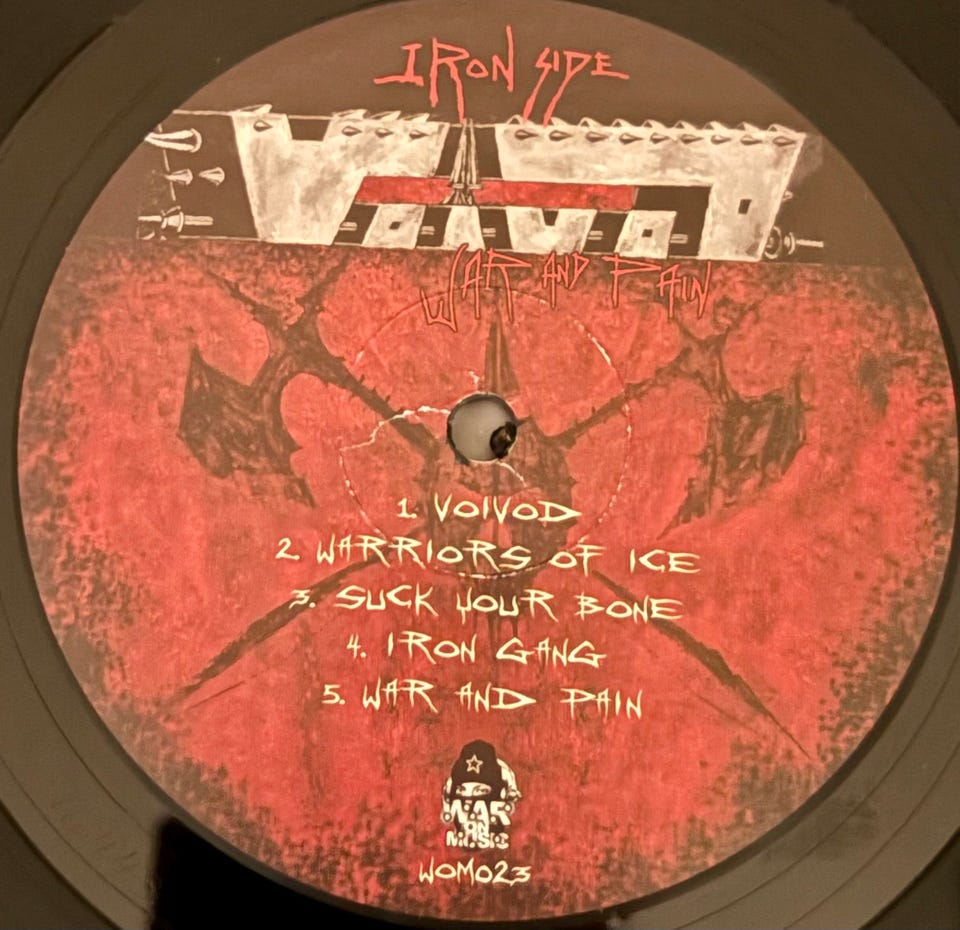 IRON SIDE
VOIVOD
WAR AND PAIN
1. VOIVOD
2. WARRIORS OF ICE
3. SUCK YOUR BONE
4. IRON GANG
5. WAR AND PAIN
WAR
ON
MUSIC
WOM023